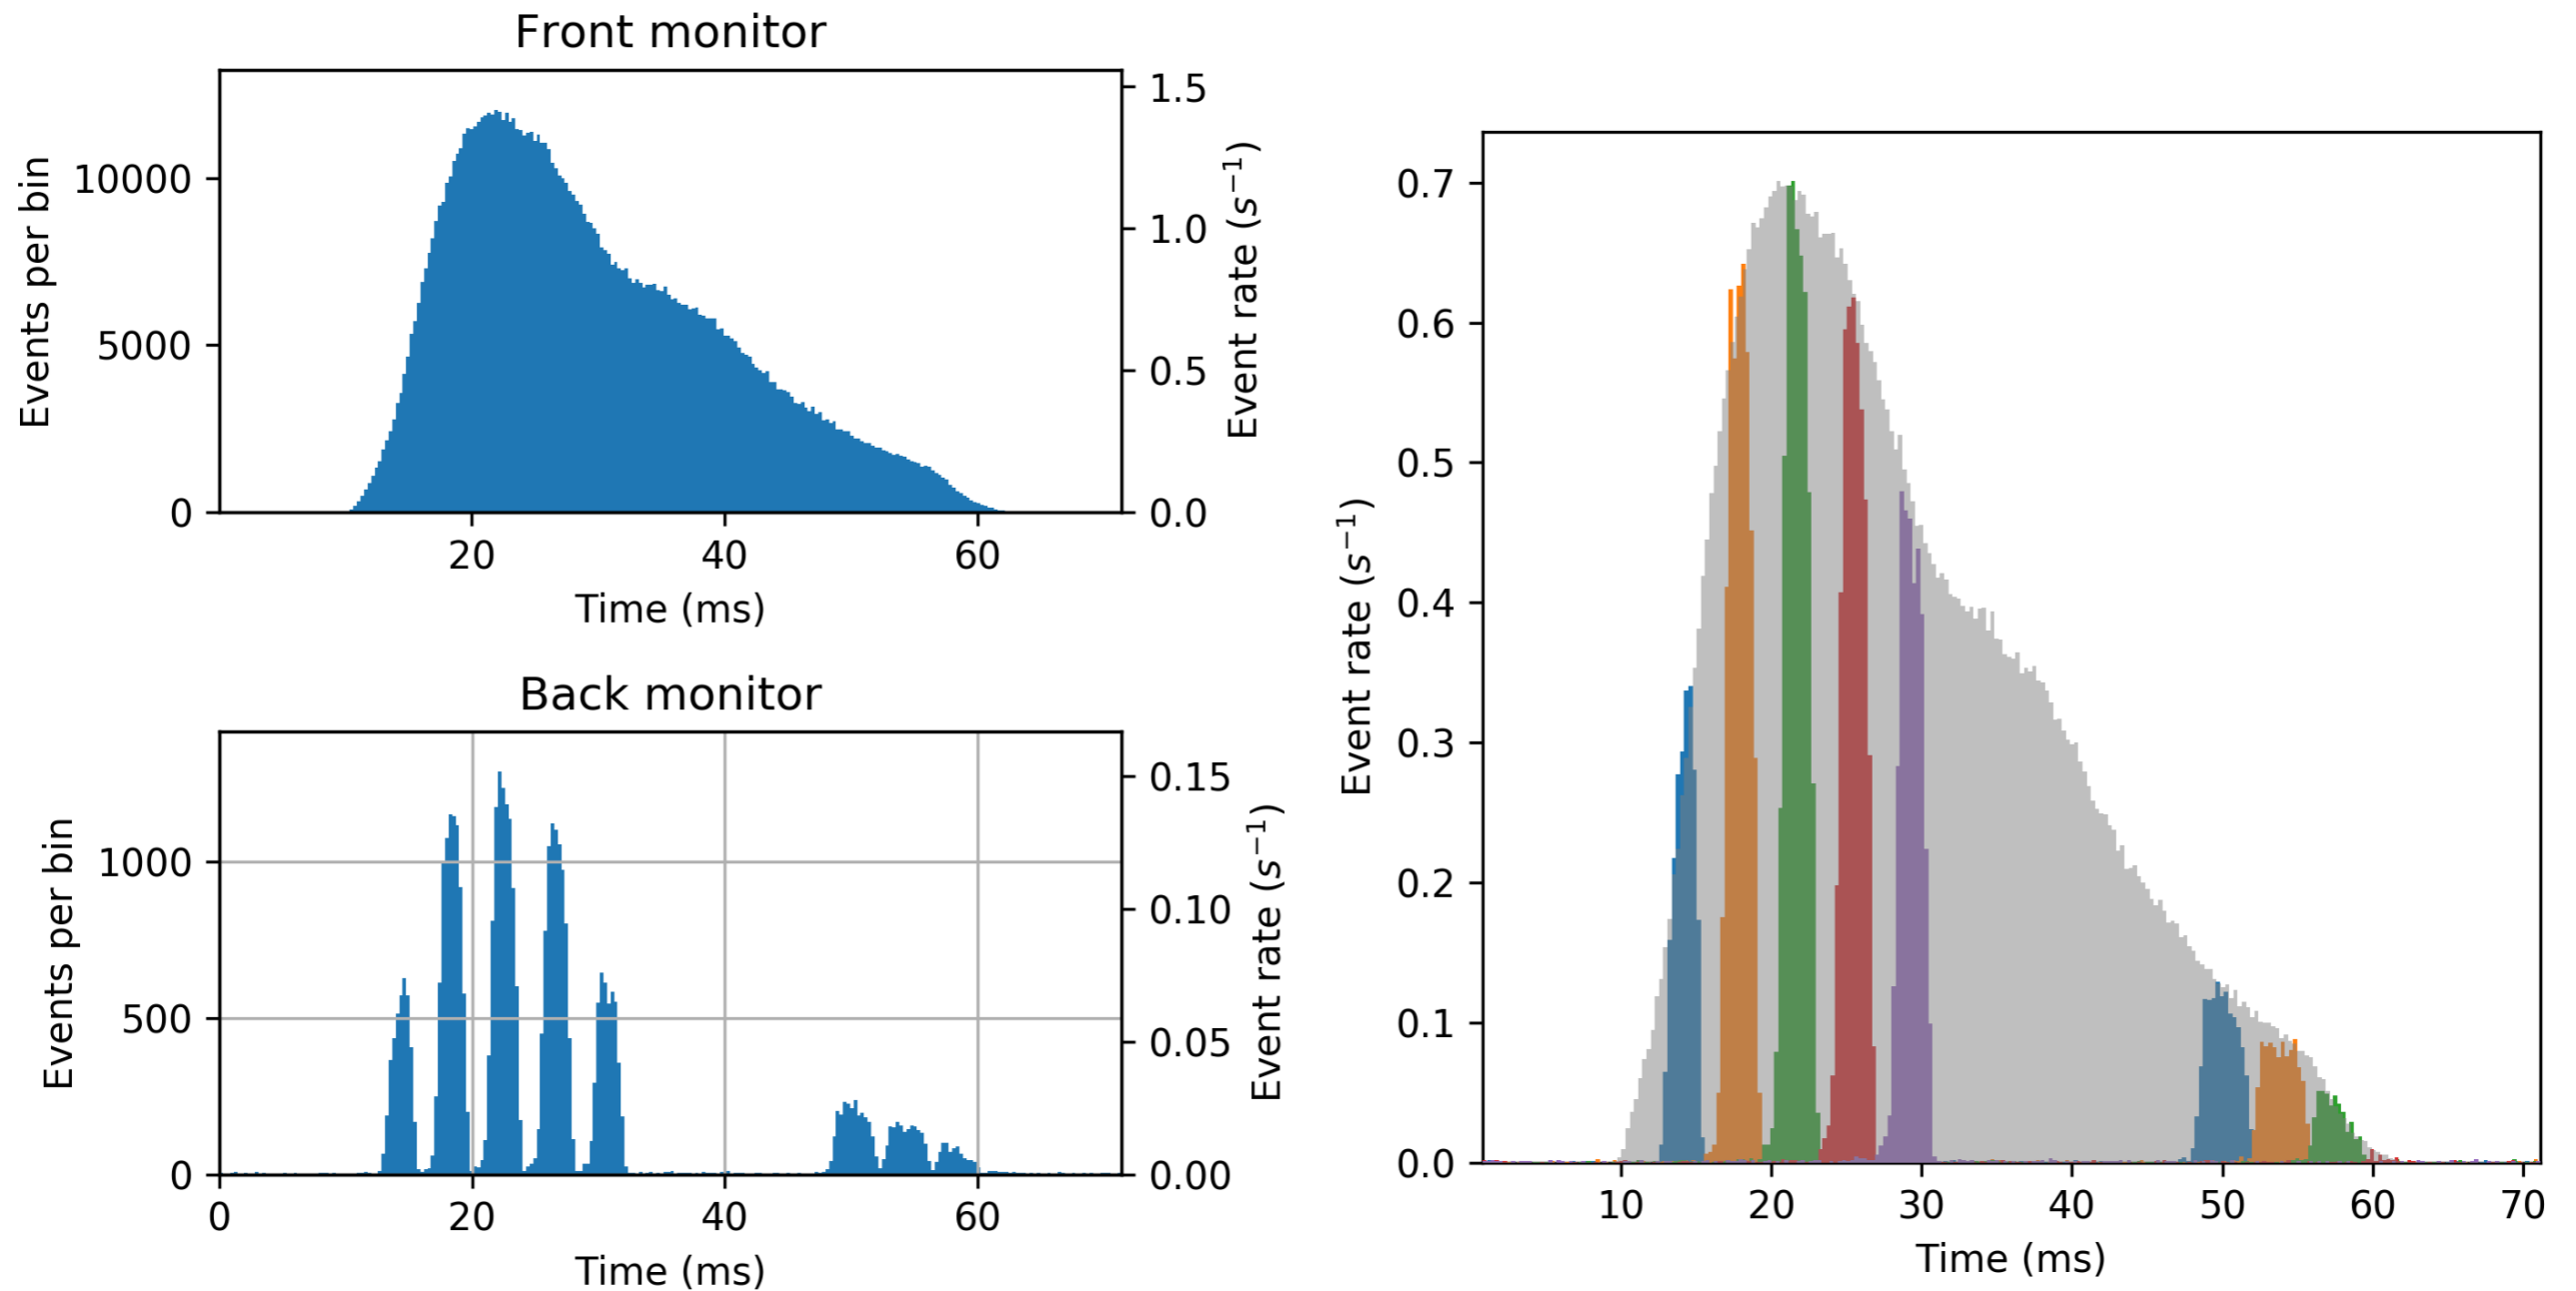 Front monitor
Events per bin
10000
5000
0
1.5
1.0
0.5
0.0
Event rate (s⁻¹)
20 40 60
Time (ms)
Back monitor
Events per bin
1000
500
0
0.15
0.10
0.05
0.00
Event rate (s⁻¹)
0 20 40 60
Time (ms)
Event rate (s⁻¹)
0.7
0.6
0.5
0.4
0.3
0.2
0.1
0.0
10 20 30 40 50 60 70
Time (ms)